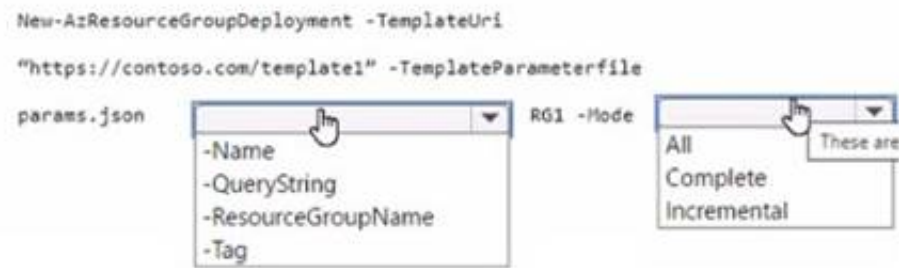 New-AzResourceGroupDeployment -TemplateUri
“https://contoso.com/template1” -TemplateParameterfile
params.json RG1 -Mode
-Name
-QueryString
-ResourceGroupName
-Tag
All
Complete
Incremental
These are